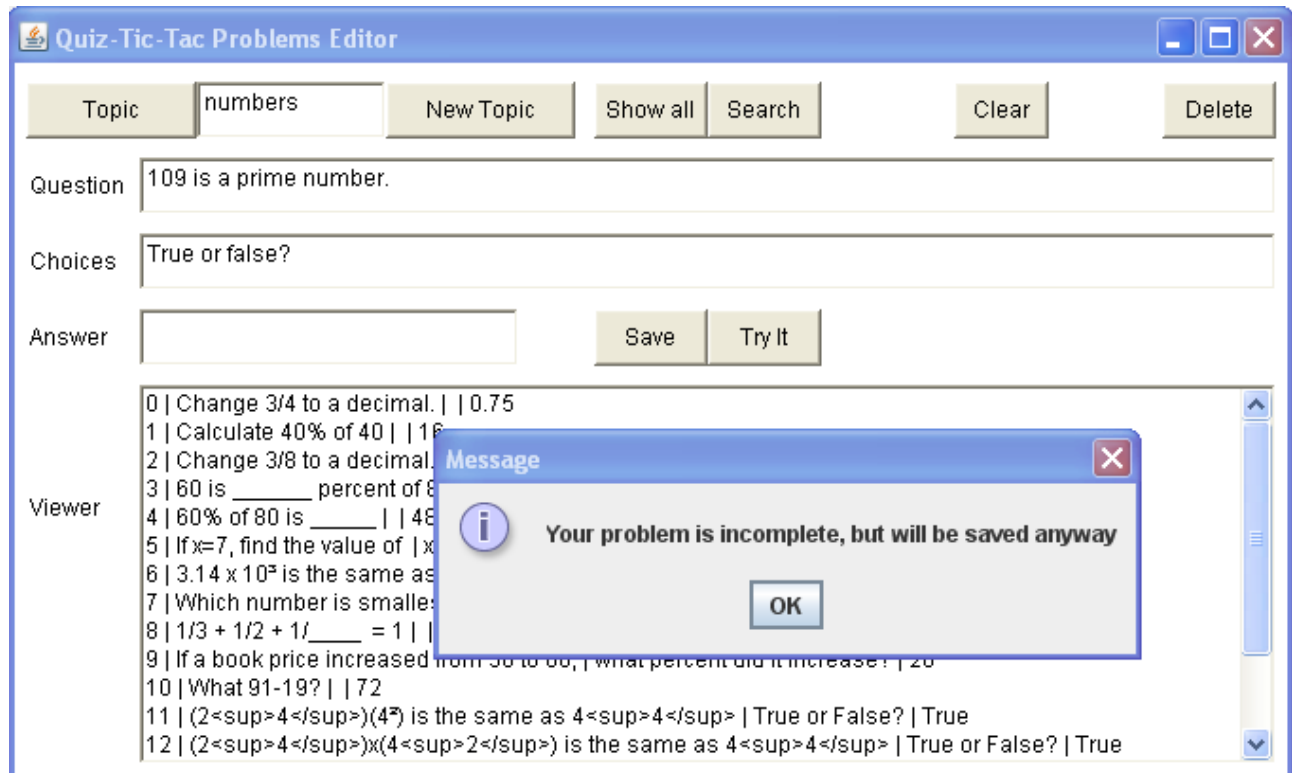 Quiz-Tic-Tac Problems Editor
Topic numbers New Topic Show all Search Clear Delete
Question 109 is a prime number.
Choices True or false?
Answer Save Try It
Viewer
0 | Change 3/4 to a decimal. | | 0.75
1 | Calculate 40% of 40 | | 16
2 | Change 3/8 to a decimal.
3 | 60 is _______ percent of
4 | 60% of 80 is ______ | | 48
5 | If x=7, find the value of | x
6 | 3.14 x 10² is the same as
7 | Which number is
8 | 1/3 + 1/2 + 1/____ = 1 | |
9 | If a book price increased from to 60, | what percent did it increase? | 20
10 | What 91-19? | | 72
11 | (2<sup>4</sup>)(4²) is the same as 4<sup>4</sup> | True or False? | True
12 | (2<sup>4</sup>)x(4<sup>2</sup>) is the same as 4<sup>4</sup> | True or False? | True
Message
Your problem is incomplete, but will be saved anyway
OK